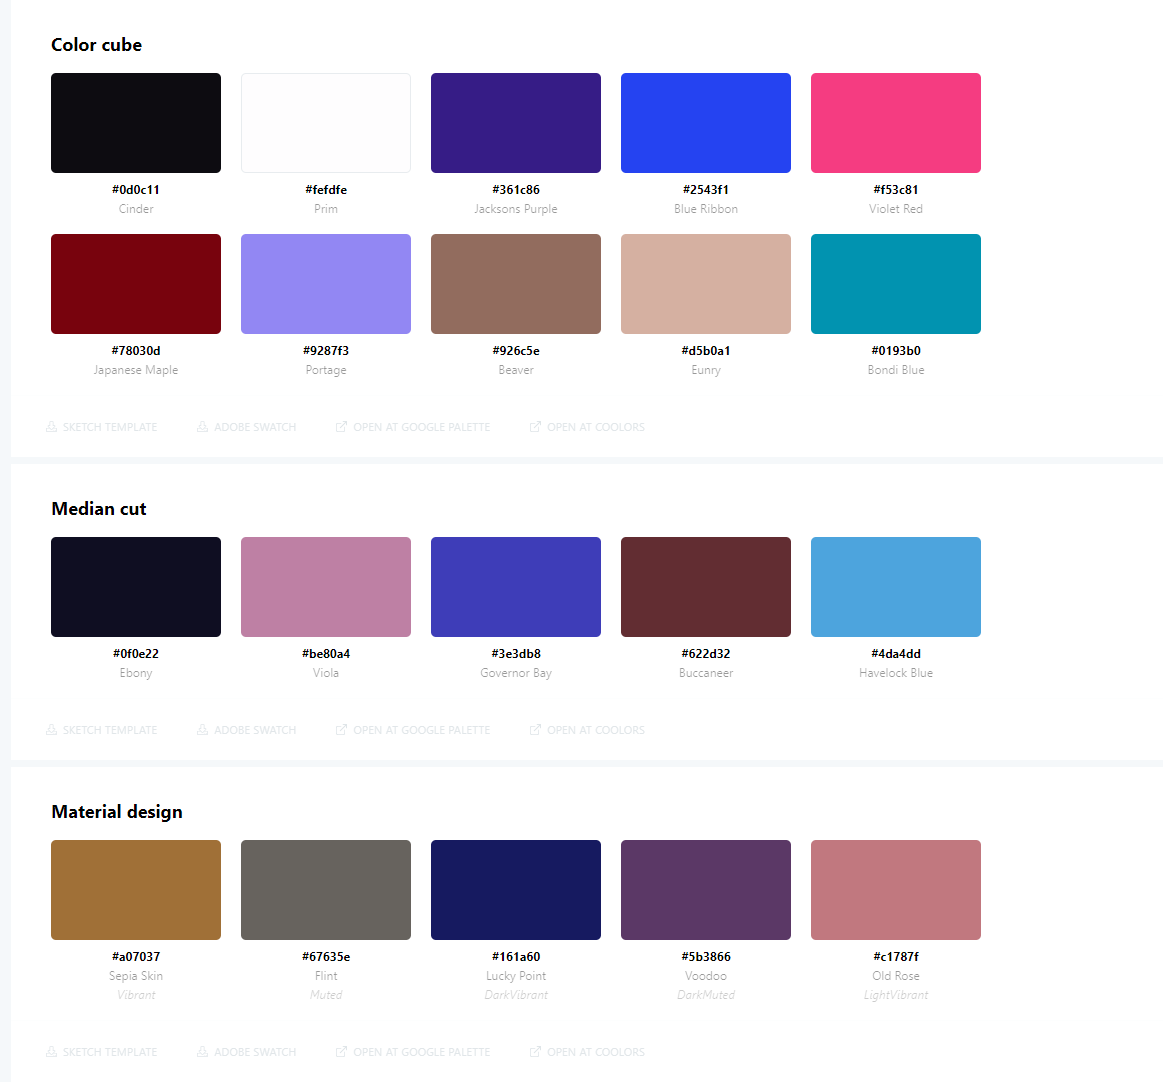 Color cube
#0d0c11 #fefdfe #361c86 #2543f1 #f53c81
Cinder Prim Jacksons Purple Blue Ribbon Violet Red
#78030d #9287f3 #926c5e #d5b0a1 #0193b0
Japanese Maple Portage Beaver Eunry Bondi Blue
SKETCH TEMPLATE ADOBE SWATCH OPEN AT GOOGLE PALETTE OPEN AT COOLORS
Median cut
#0f0e22 #be80a4 #3e3db8 #622d32 #4da4dd
Ebony Viola Governor Bay Buccaneer Havelock Blue
SKETCH TEMPLATE ADOBE SWATCH OPEN AT GOOGLE PALETTE OPEN AT COOLORS
Material design
#a07037 #67635e #161a60 #5b3866 #c1787f
Sepia Skin Flint Lucky Point Voodoo Old Rose
Vibrant Muted DarkVibrant DarkMuted LightVibrant
SKETCH TEMPLATE ADOBE SWATCH OPEN AT GOOGLE PALETTE OPEN AT COOLORS